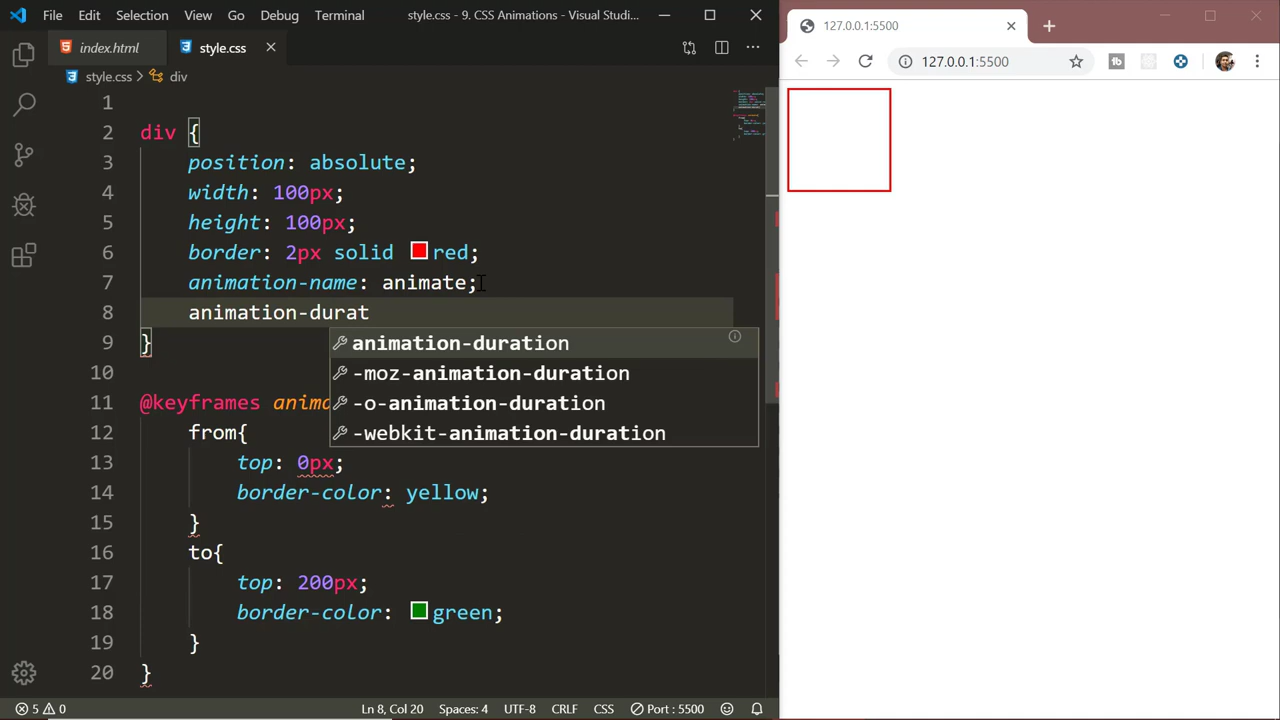 File Edit Selection View Go Debug Terminal style.css - 9. CSS Animations - Visual Studi...
127.0.0.1:5500
index.html style.css
127.0.0.1:5500
style.css > div
1
2 div {
3 position: absolute;
4 width: 100px;
5 height: 100px;
6 border: 2px solid red;
7 animation-name: animate;
8 animation-durat
9 }
animation-duration
-moz-animation-duration
-o-animation-duration
-webkit-animation-duration
10
11 @keyframes anima
12 from{
13 top: 0px;
14 border-color: yellow;
15 }
16 to{
17 top: 200px;
18 border-color: green;
19 }
20 }
5 0 Ln 8, Col 20 Spaces: 4 UTF-8 CRLF CSS Port : 5500